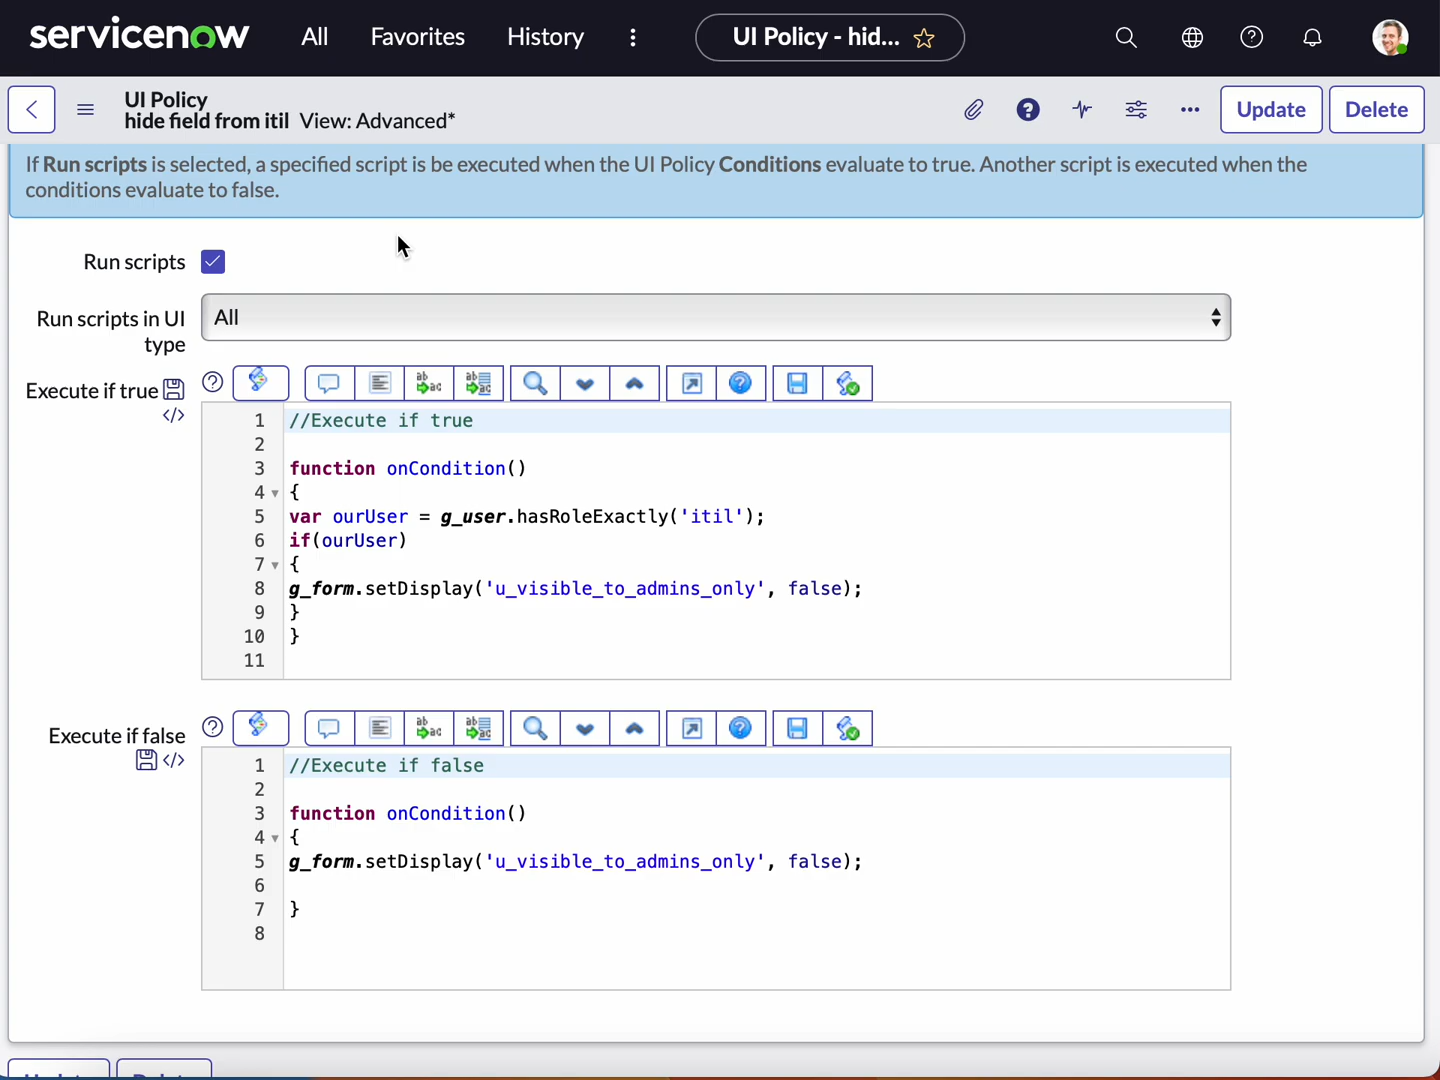 servicenow All Favorites History UI Policy - hid...
UI Policy
hide field from itil View: Advanced*
Update Delete
If Run scripts is selected, a specified script is be executed when the UI Policy Conditions evaluate to true. Another script is executed when the
conditions evaluate to false.
Run scripts
Run scripts in UI
type
All
Execute if true
1 //Execute if true
2
3 function onCondition()
4 {
5 var ourUser = g_user.hasRoleExactly('itil');
6 if(ourUser)
7 {
8 g_form.setDisplay('u_visible_to_admins_only', false);
9 }
10 }
11
Execute if false
1 //Execute if false
2
3 function onCondition()
4 {
5 g_form.setDisplay('u_visible_to_admins_only', false);
6
7 }
8